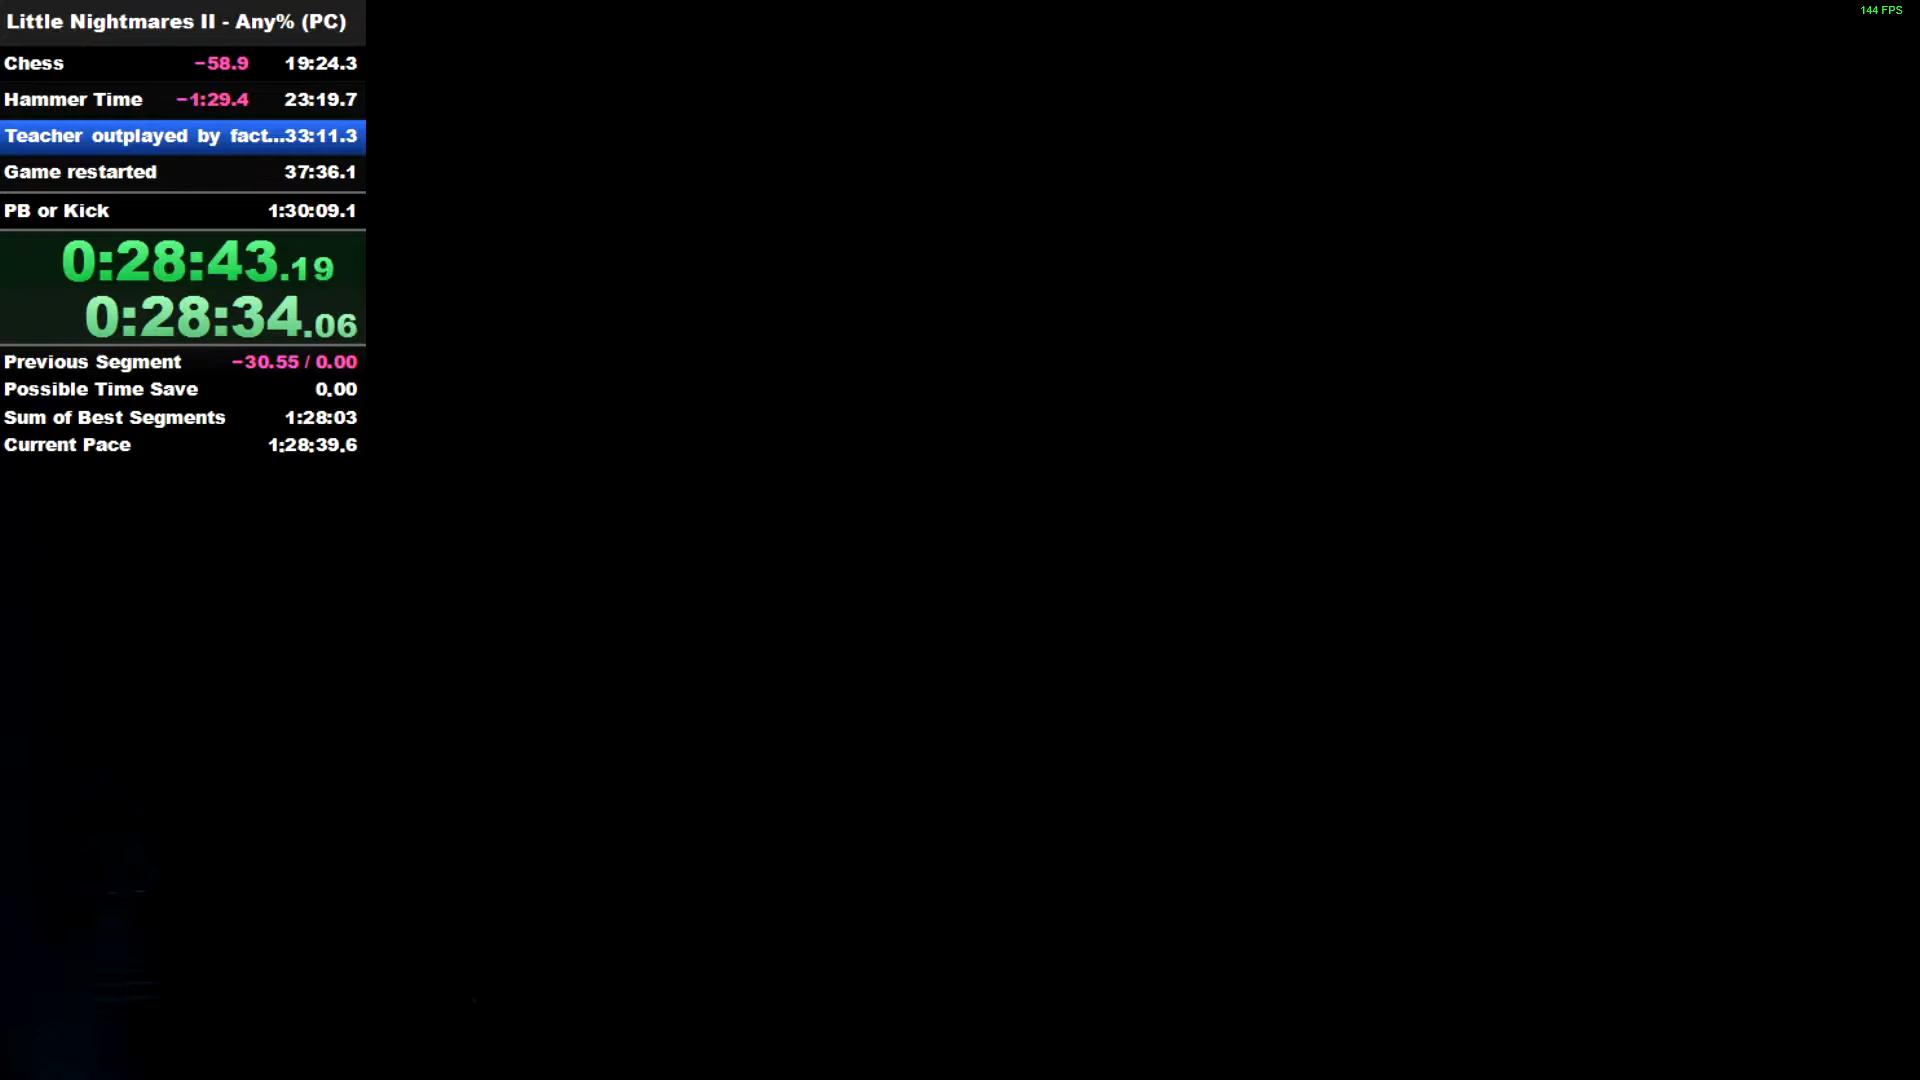 Little Nightmares II - Any% (PC)
144 FPS
Chess −58.9 19:24.3
Hammer Time −1:29.4 23:19.7
Teacher outplayed by fact... 33:11.3
Game restarted 37:36.1
PB or Kick 1:30:09.1
0:28:43.19
0:28:34.06
Previous Segment −30.55 / 0.00
Possible Time Save 0.00
Sum of Best Segments 1:28:03
Current Pace 1:28:39.6